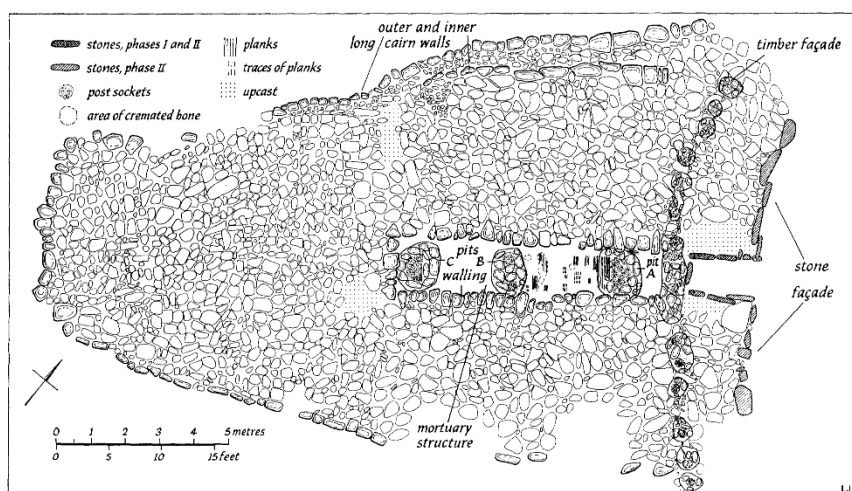 stones, phases I and II
stones, phase II
post sockets
area of cremated bone
planks
traces of planks
upcast
outer and inner
long cairn walls
timber façade
C
pits
B
walling
pit
A
stone
façade
mortuary
structure
0 1 2 3 4 5 metres
0 5 10 15 feet